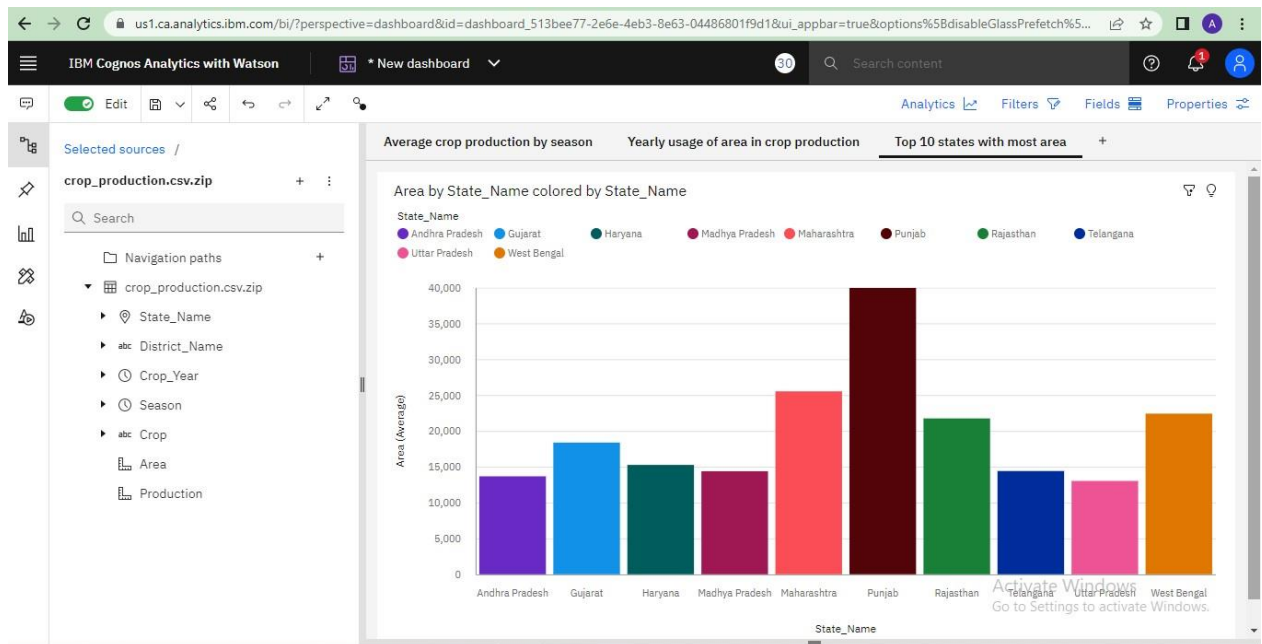 us1.ca.analytics.ibm.com/bi/?perspective=dashboard&id=dashboard_513bee77-2e6e-4eb3-8e63-04486801f9d1&ui_appbar=true&options%5BdisableGlassPrefetch%5... A
IBM Cognos Analytics with Watson * New dashboard 30 Search content 1
Edit Analytics Filters Fields Properties
Selected sources / Average crop production by season Yearly usage of area in crop production Top 10 states with most area +
crop_production.csv.zip +
Search
Navigation paths +
crop_production.csv.zip
State_Name
abc District_Name
Crop_Year
Season
abc Crop
Area
Production
Area by State_Name colored by State_Name
State_Name
Andhra Pradesh Gujarat Haryana Madhya Pradesh Maharashtra Punjab Rajasthan Telangana
Uttar Pradesh West Bengal
40,000
35,000
30,000
25,000
20,000
15,000
10,000
5,000
0
Area (Average)
Andhra Pradesh Gujarat Haryana Madhya Pradesh Maharashtra Punjab Rajasthan Telangana Uttar Pradesh West Bengal
State_Name
Activate Windows
Go to Settings to activate Windows.